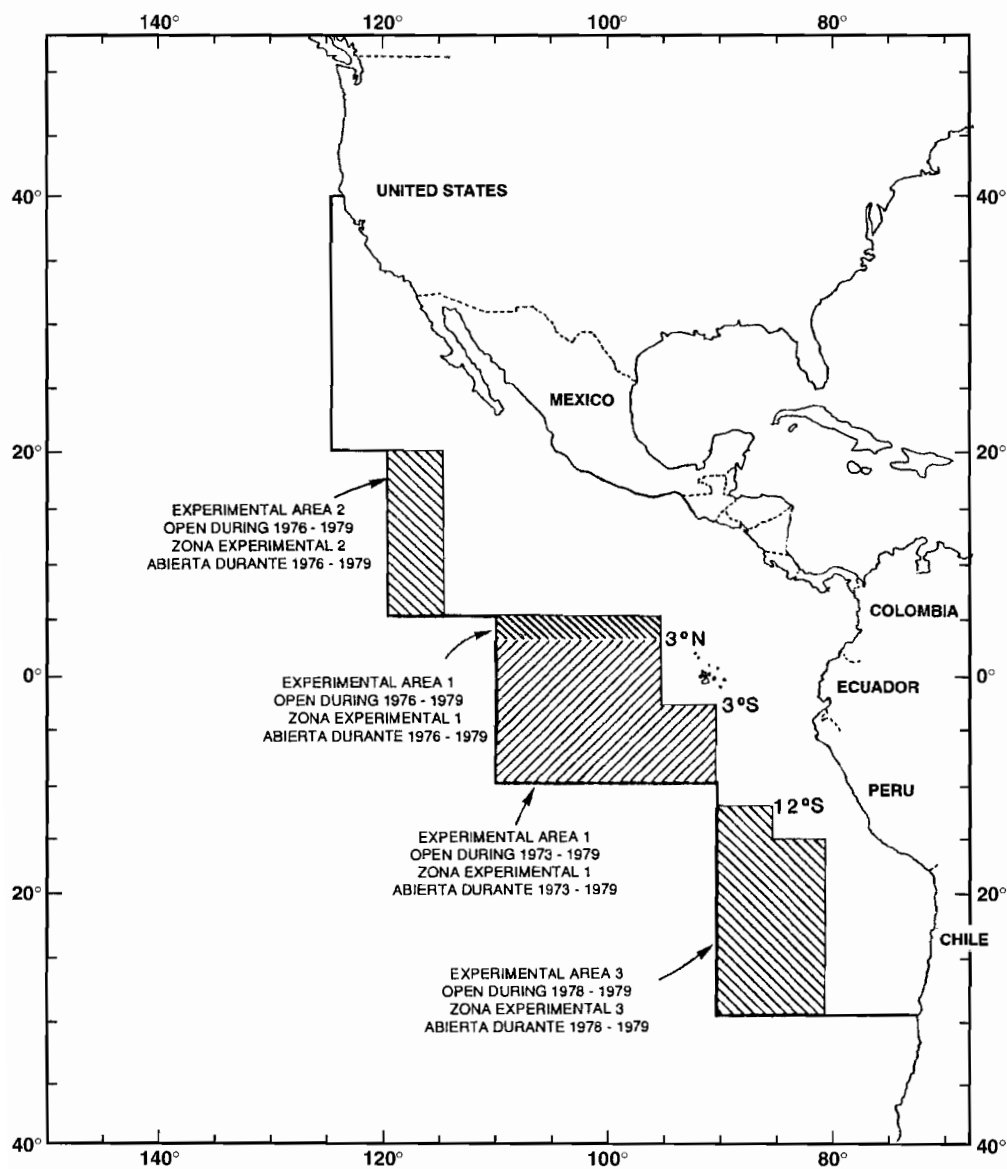 140° 120° 100° 80°
40° 40°
UNITED STATES
MEXICO
20° 20°
EXPERIMENTAL AREA 2
OPEN DURING 1976 - 1979
ZONA EXPERIMENTAL 2
ABIERTA DURANTE 1976 - 1979
COLOMBIA
3ºN
0° 0°
EXPERIMENTAL AREA 1
OPEN DURING 1976 - 1979
ZONA EXPERIMENTAL 1
ABIERTA DURANTE 1976 - 1979
ECUADOR
3ºS
PERU
12ºS
EXPERIMENTAL AREA 1
OPEN DURING 1973 - 1979
ZONA EXPERIMENTAL 1
ABIERTA DURANTE 1973 - 1979
20° 20°
CHILE
EXPERIMENTAL AREA 3
OPEN DURING 1978 - 1979
ZONA EXPERIMENTAL 3
ABIERTA DURANTE 1978 - 1979
40° 40°
140° 120° 100° 80°